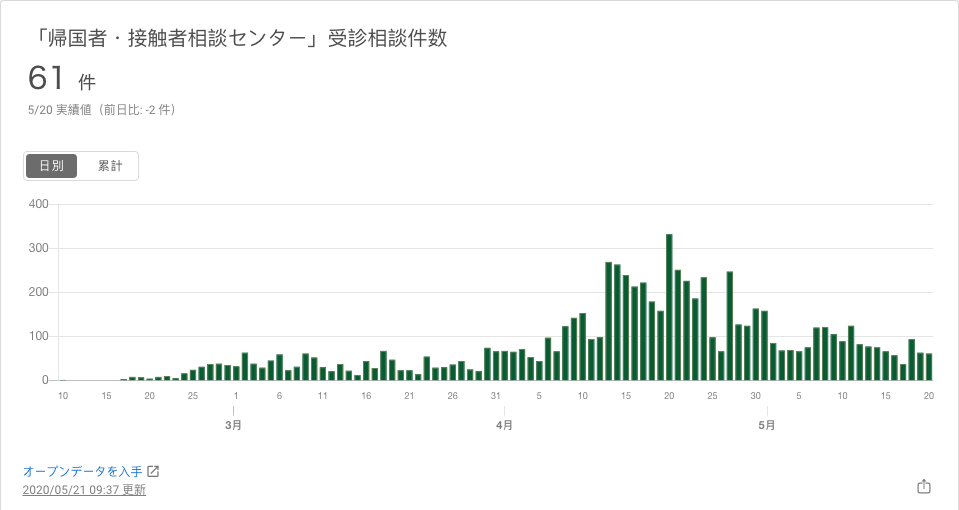 「帰国者・接触者相談センター」受診相談件数
61 件
5/20 実績値（前日比: -2 件）
日別 累計
400
300
200
100
0
10 15 20 25 1 6 11 16 21 26 31 5 10 15 20 25 30 5 10 15 20
3月 4月 5月
オープンデータを入手
2020/05/21 09:37 更新